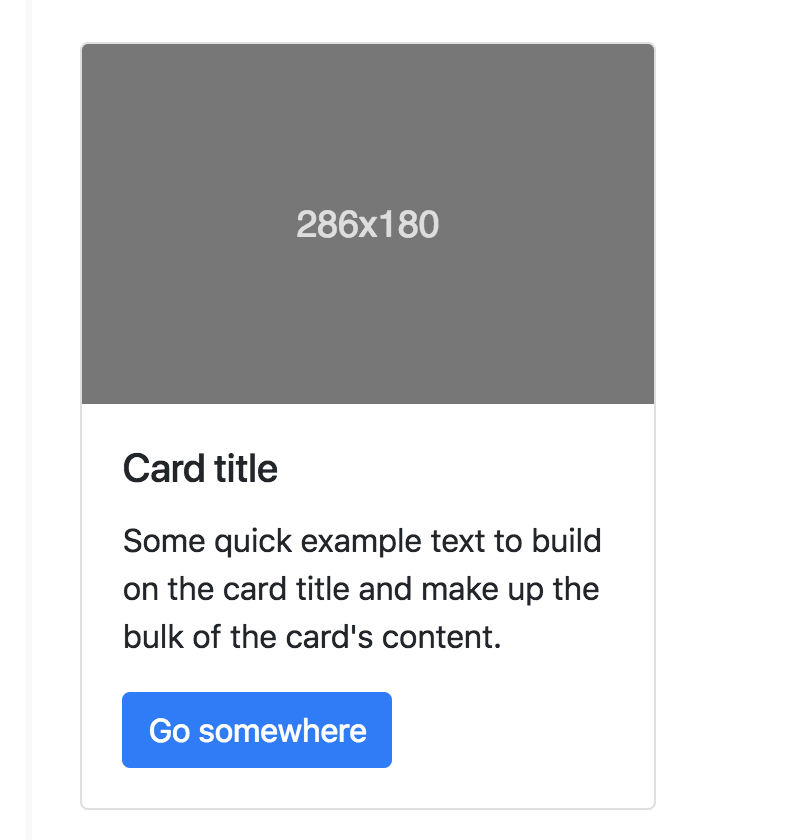 286x180
Card title
Some quick example text to build
on the card title and make up the
bulk of the card's content.
Go somewhere